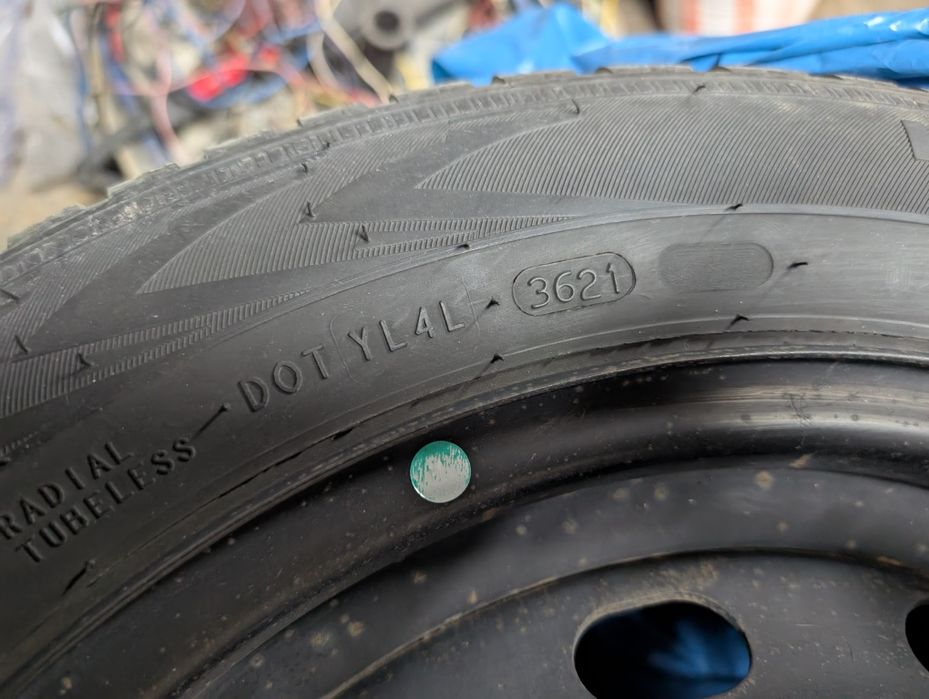 DOT YL4L 3621
RADIAL
TUBELESS